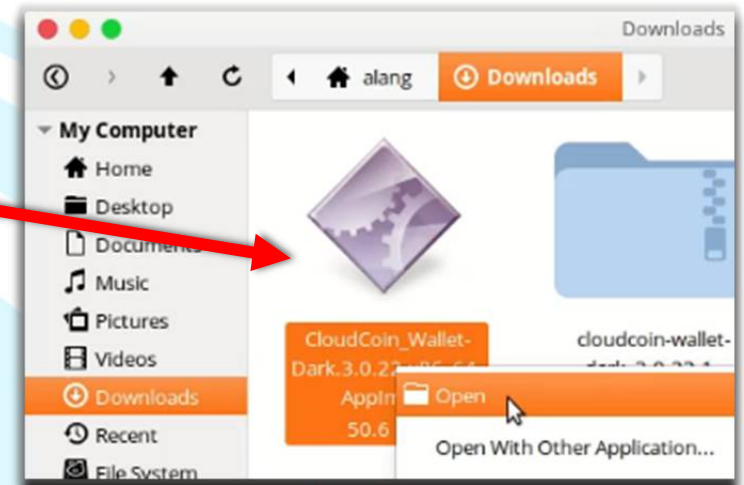 Downloads
alang
Downloads
My Computer
Home
Desktop
Documents
Music
Pictures
Videos
Downloads
Recent
File System
CloudCoin_Wallet-
Dark.3.0.22
50.6
cloudcoin-wallet-
Open
Open With Other Application...